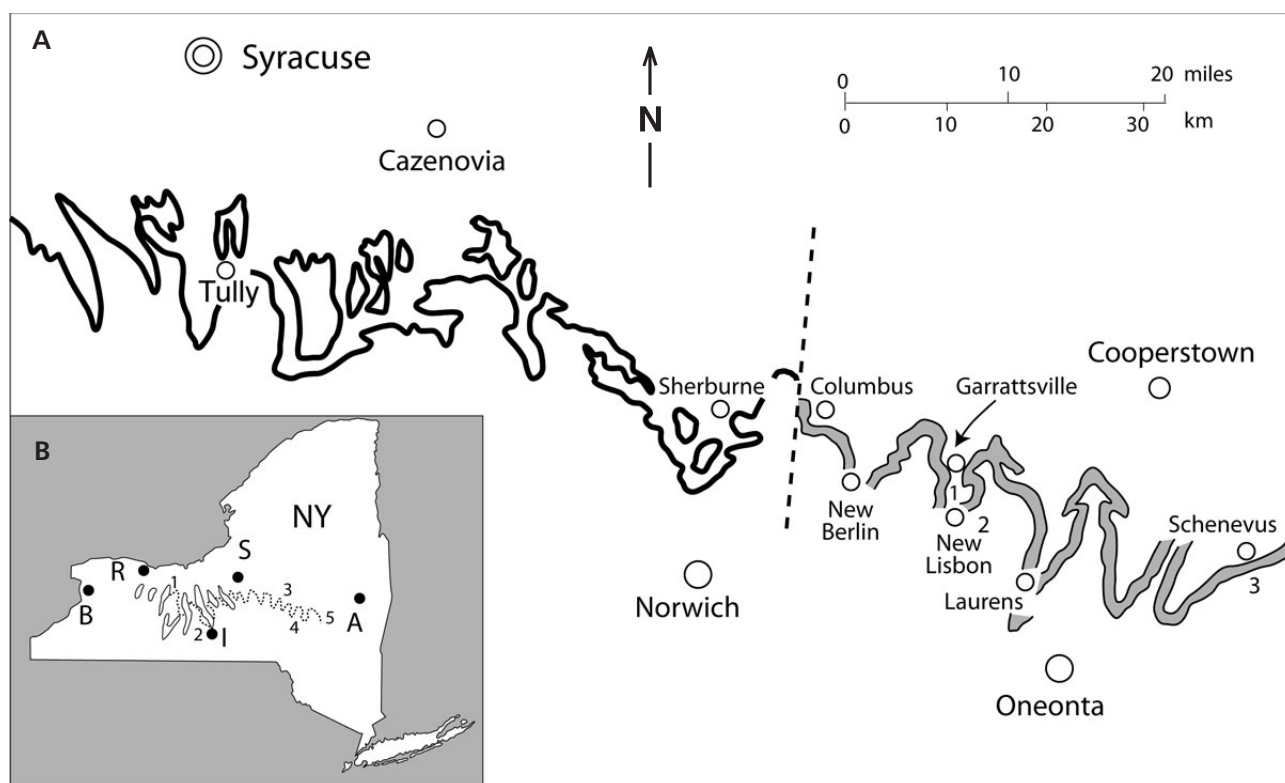 A
Syracuse
N
0 10 20 miles
0 10 20 30 km
Cazenovia
Tully
Cooperstown
Sherburne
Columbus
Garrattsville
1
2
New
Berlin
New
Lisbon
Schenevus
3
Laurens
Norwich
Oneonta
B
NY
S
R
1
3
B
2
I
4
5
A